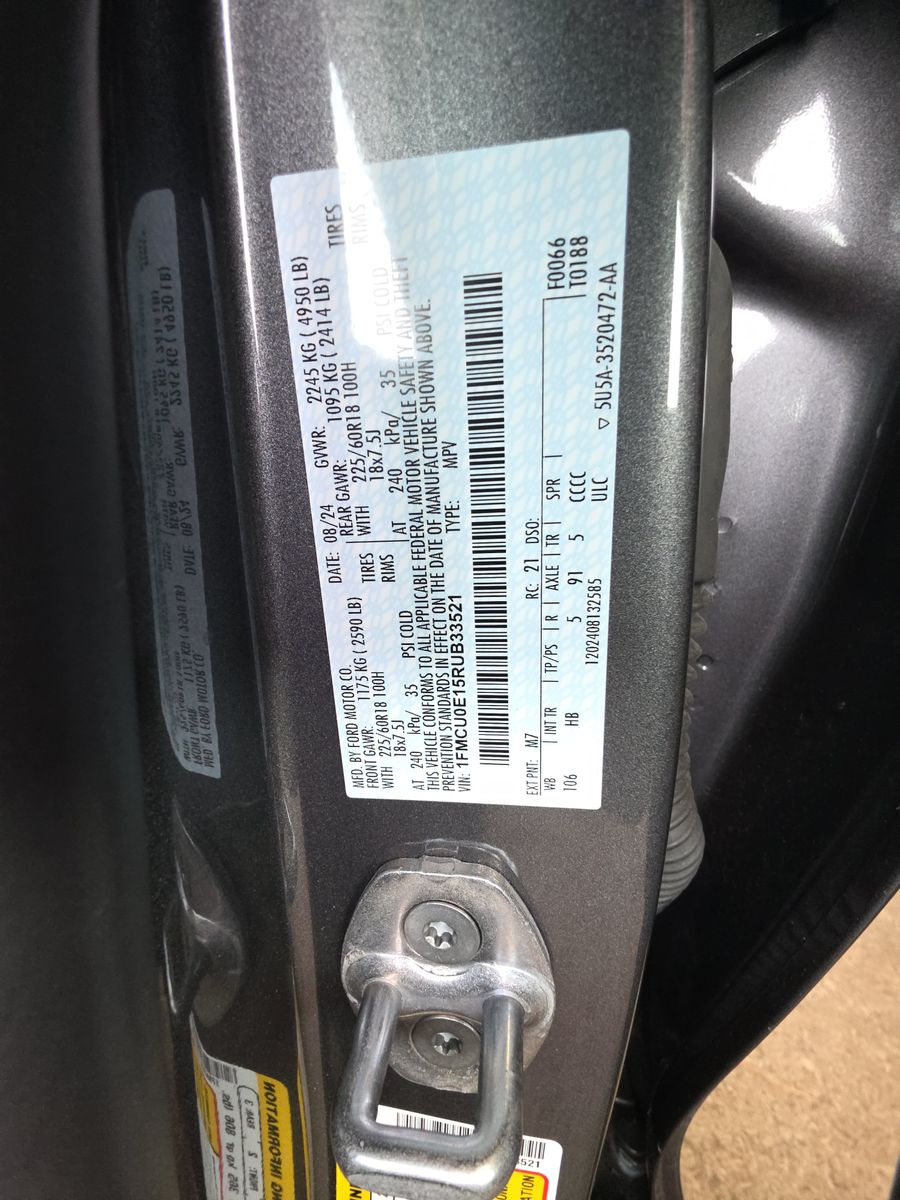 MFD. BY FORD MOTOR CO.
DATE: 08/24 GVWR: 2245 KG ( 4950 LB)
FRONT GAWR: 1175 KG ( 2590 LB) REAR GAWR: 1095 KG ( 2414 LB)
WITH 225/60R18 100H TIRES WITH 225/60R18 100H TIRES
18x7.5J RIMS 18x7.5J RIMS
AT 240 kPa/ 35 PSI COLD AT 240 kPa/ 35 PSI COLD
THIS VEHICLE CONFORMS TO ALL APPLICABLE FEDERAL MOTOR VEHICLE SAFETY AND THEFT
PREVENTION STANDARDS IN EFFECT ON THE DATE OF MANUFACTURE SHOWN ABOVE.
VIN: 1FMCU0E15RUB33521 TYPE: MPV
EXT PNT: M7 RC: 21 DSO: F0066
WB INT TR TP/PS R AXLE TR SPR T0188
106 HB 5 91 5 CCCC
1202408132585 ULC ▽ 5U5A-3520472-AA
3521